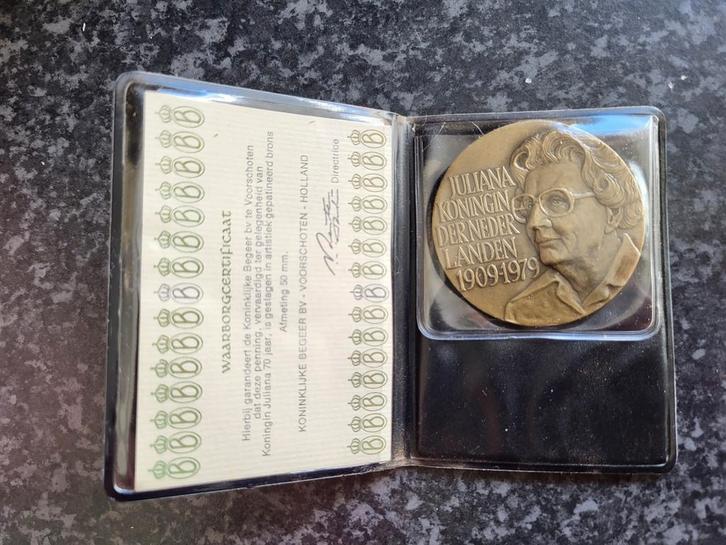 WAARBORGCERTIFICAAT
Hierbij garandeert de Koninklijke Begeer bv te Voorschoten
dat deze penning, vervaardigd ter gelegenheid van
Koningin Juliana 70 jaar, is geslagen in artistiek gepatineerd brons
Afmeting 50 mm.
KONINKLIJKE BEGEER BV - VOORSCHOTEN - HOLLAND
Directrice
JULIANA
KONINGIN
DER NEDER
LANDEN
1909-1979